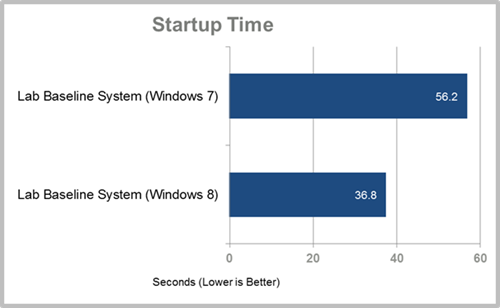 Startup Time
Lab Baseline System (Windows 7)
56.2
Lab Baseline System (Windows 8)
36.8
0 20 40 60
Seconds (Lower is Better)